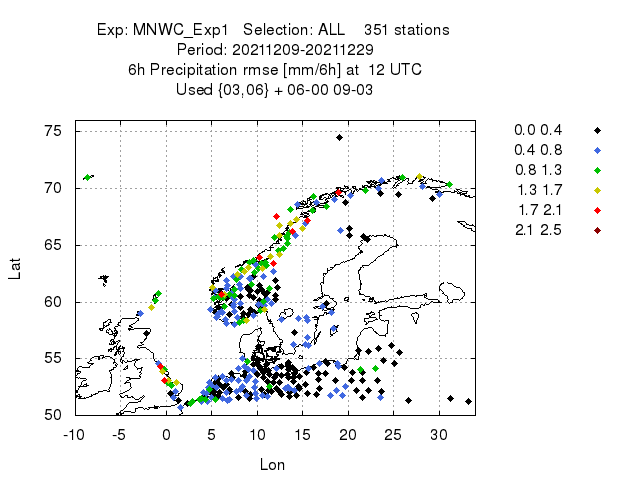 Exp: MNWC_Exp1   Selection: ALL    351 stations
Period: 20211209-20211229
6h Precipitation rmse [mm/6h] at  12 UTC
Used {03,06} + 06-00 09-03
0.0 0.4
0.4 0.8
0.8 1.3
1.3 1.7
1.7 2.1
2.1 2.5
75
70
65
60
55
50
Lat
-10 -5 0 5 10 15 20 25 30
Lon